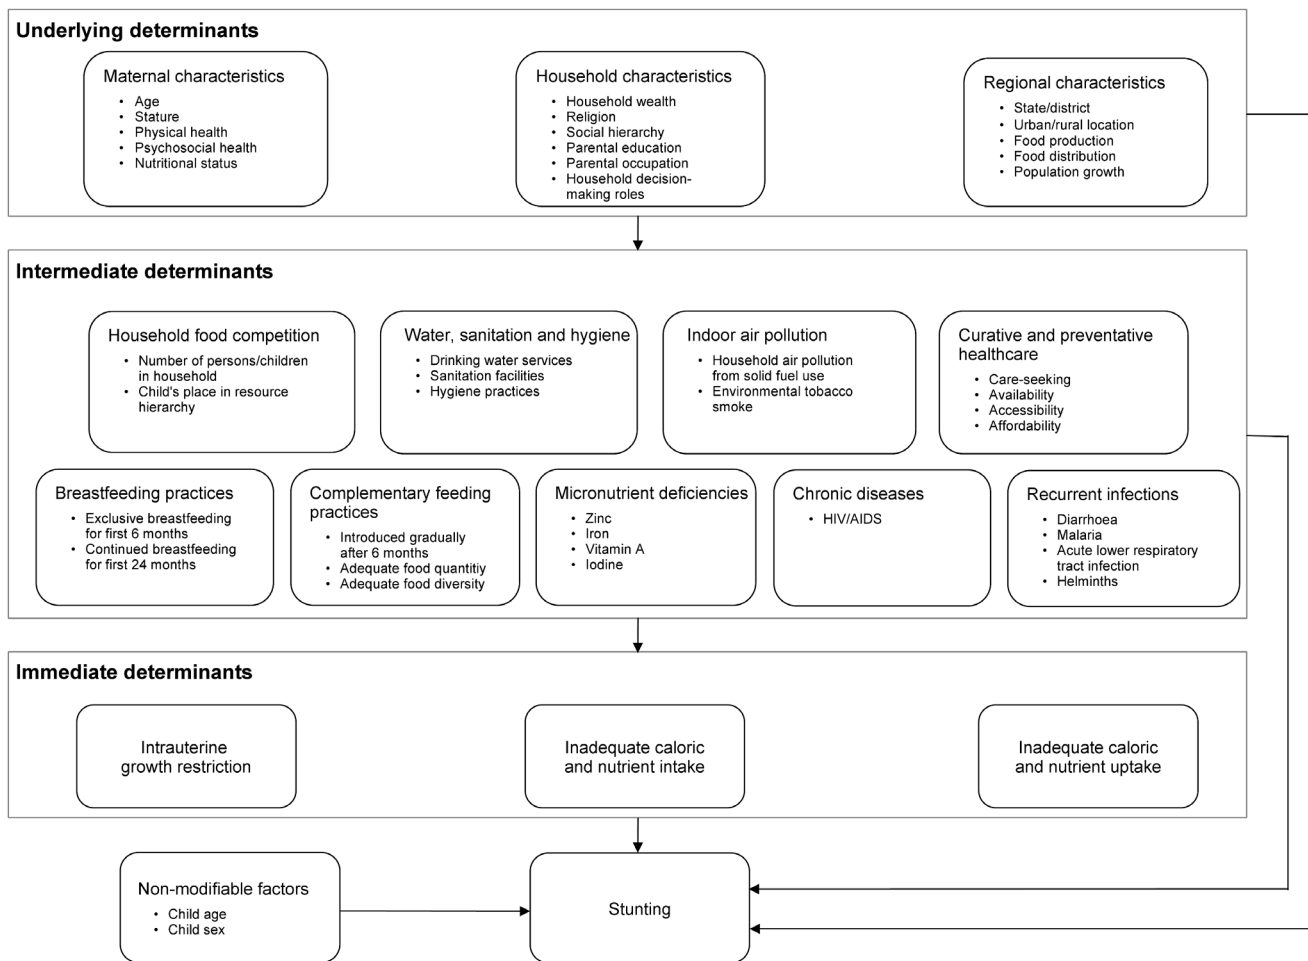 Underlying determinants
Maternal characteristics
• Age
• Stature
• Physical health
• Psychosocial health
• Nutritional status
Household characteristics
• Household wealth
• Religion
• Social hierarchy
• Parental education
• Parental occupation
• Household decision-
making roles
Regional characteristics
• State/district
• Urban/rural location
• Food production
• Food distribution
• Population growth
Intermediate determinants
Household food competition
• Number of persons/children
in household
• Child's place in resource
hierarchy
Water, sanitation and hygiene
• Drinking water services
• Sanitation facilities
• Hygiene practices
Indoor air pollution
• Household air pollution
from solid fuel use
• Environmental tobacco
smoke
Curative and preventative
healthcare
• Care-seeking
• Availability
• Accessibility
• Affordability
Breastfeeding practices
• Exclusive breastfeeding
for first 6 months
• Continued breastfeeding
for first 24 months
Complementary feeding
practices
• Introduced gradually
after 6 months
• Adequate food quantitiy
• Adequate food diversity
Micronutrient deficiencies
• Zinc
• Iron
• Vitamin A
• Iodine
Chronic diseases
• HIV/AIDS
Recurrent infections
• Diarrhoea
• Malaria
• Acute lower respiratory
tract infection
• Helminths
Immediate determinants
Intrauterine
growth restriction
Inadequate caloric
and nutrient intake
Inadequate caloric
and nutrient uptake
Non-modifiable factors
• Child age
• Child sex
Stunting